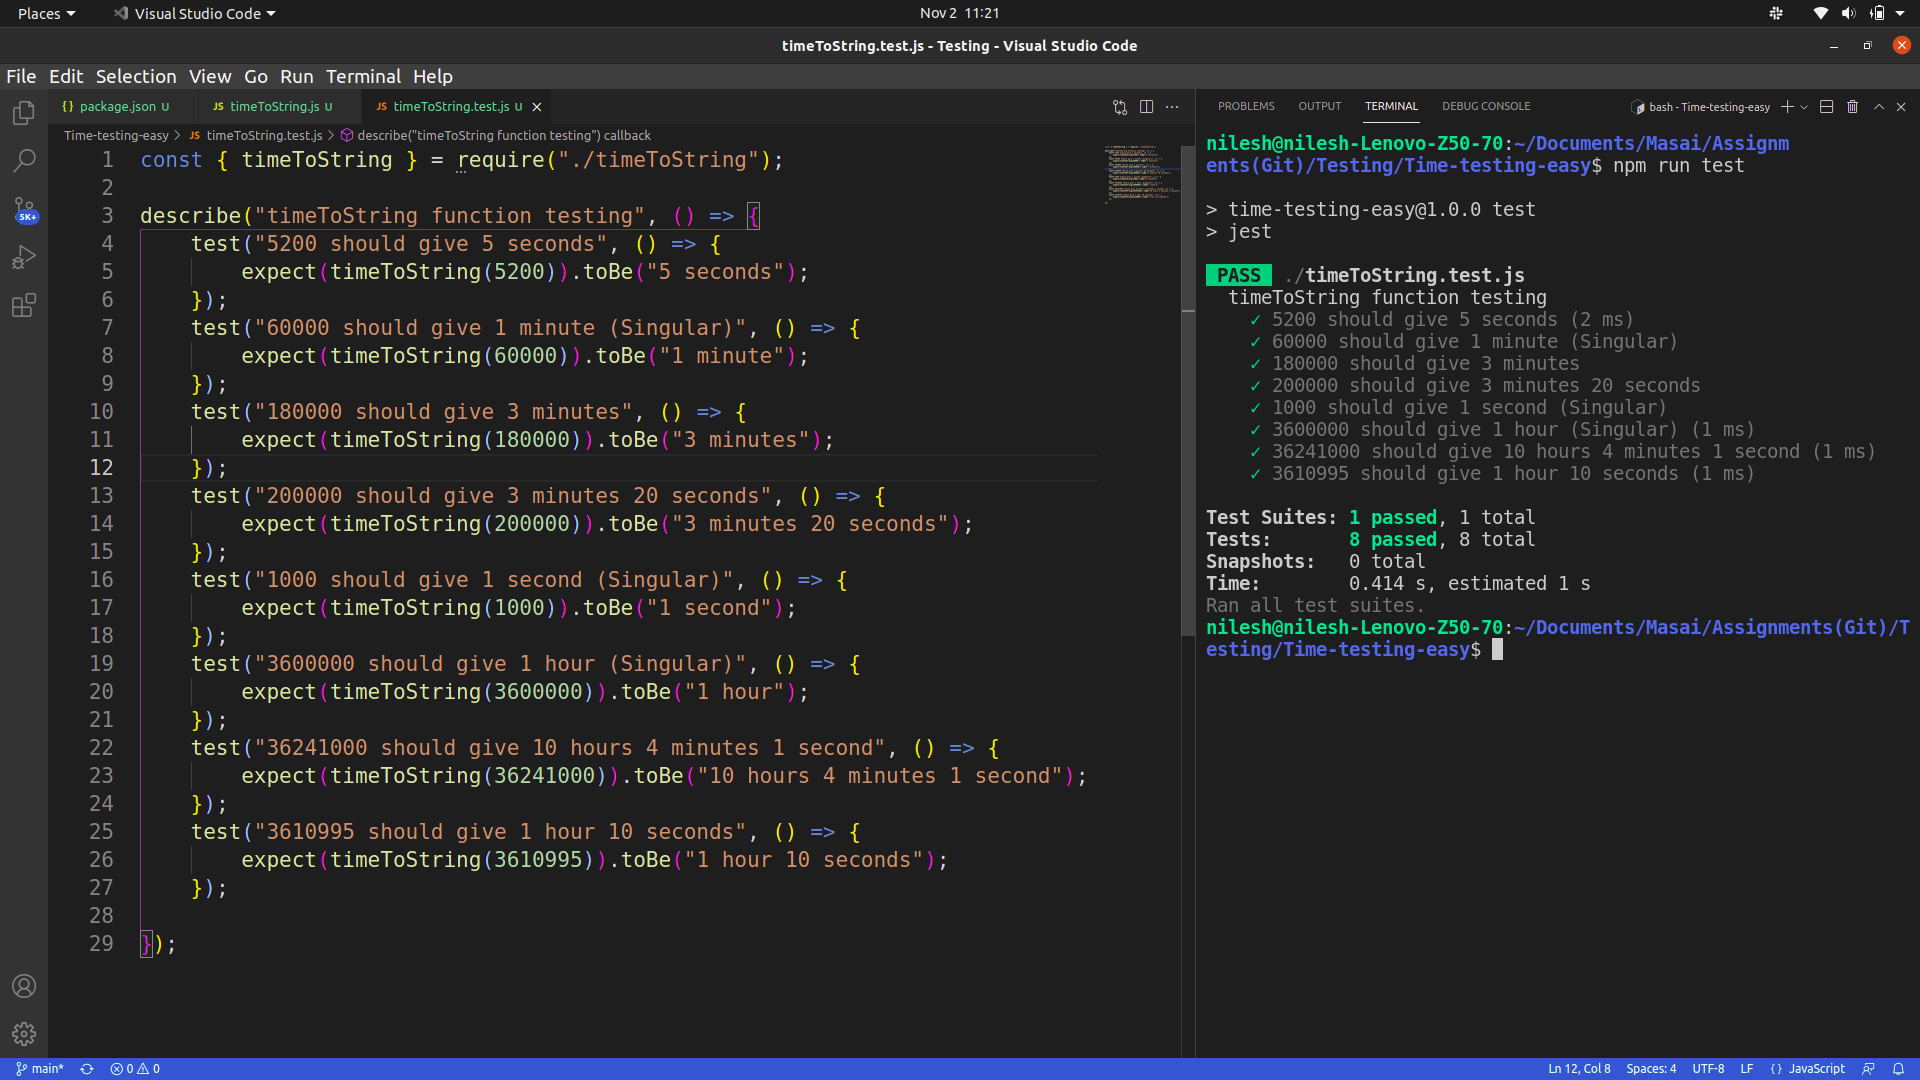 Places Visual Studio Code Nov 2 11:21
timeToString.test.js - Testing - Visual Studio Code
File Edit Selection View Go Run Terminal Help
{} package.json U JS timeToString.js U JS timeToString.test.js U
Time-testing-easy > JS timeToString.test.js > describe("timeToString function testing") callback
5K+
1 const { timeToString } = require("./timeToString");
2
3 describe("timeToString function testing", () => {
4 test("5200 should give 5 seconds", () => {
5 expect(timeToString(5200)).toBe("5 seconds");
6 });
7 test("60000 should give 1 minute (Singular)", () => {
8 expect(timeToString(60000)).toBe("1 minute");
9 });
10 test("180000 should give 3 minutes", () => {
11 expect(timeToString(180000)).toBe("3 minutes");
12 });
13 test("200000 should give 3 minutes 20 seconds", () => {
14 expect(timeToString(200000)).toBe("3 minutes 20 seconds");
15 });
16 test("1000 should give 1 second (Singular)", () => {
17 expect(timeToString(1000)).toBe("1 second");
18 });
19 test("3600000 should give 1 hour (Singular)", () => {
20 expect(timeToString(3600000)).toBe("1 hour");
21 });
22 test("36241000 should give 10 hours 4 minutes 1 second", () => {
23 expect(timeToString(36241000)).toBe("10 hours 4 minutes 1 second");
24 });
25 test("3610995 should give 1 hour 10 seconds", () => {
26 expect(timeToString(3610995)).toBe("1 hour 10 seconds");
27 });
28
29 });
PROBLEMS OUTPUT TERMINAL DEBUG CONSOLE bash - Time-testing-easy
nilesh@nilesh-Lenovo-Z50-70:~/Documents/Masai/Assignm
ents(Git)/Testing/Time-testing-easy$ npm run test
> time-testing-easy@1.0.0 test
> jest
PASS ./timeToString.test.js
timeToString function testing
✓ 5200 should give 5 seconds (2 ms)
✓ 60000 should give 1 minute (Singular)
✓ 180000 should give 3 minutes
✓ 200000 should give 3 minutes 20 seconds
✓ 1000 should give 1 second (Singular)
✓ 3600000 should give 1 hour (Singular) (1 ms)
✓ 36241000 should give 10 hours 4 minutes 1 second (1 ms)
✓ 3610995 should give 1 hour 10 seconds (1 ms)
Test Suites: 1 passed, 1 total
Tests: 8 passed, 8 total
Snapshots: 0 total
Time: 0.414 s, estimated 1 s
Ran all test suites.
nilesh@nilesh-Lenovo-Z50-70:~/Documents/Masai/Assignments(Git)/T
esting/Time-testing-easy$
main* 0 0 Ln 12, Col 8 Spaces: 4 UTF-8 LF {} JavaScript